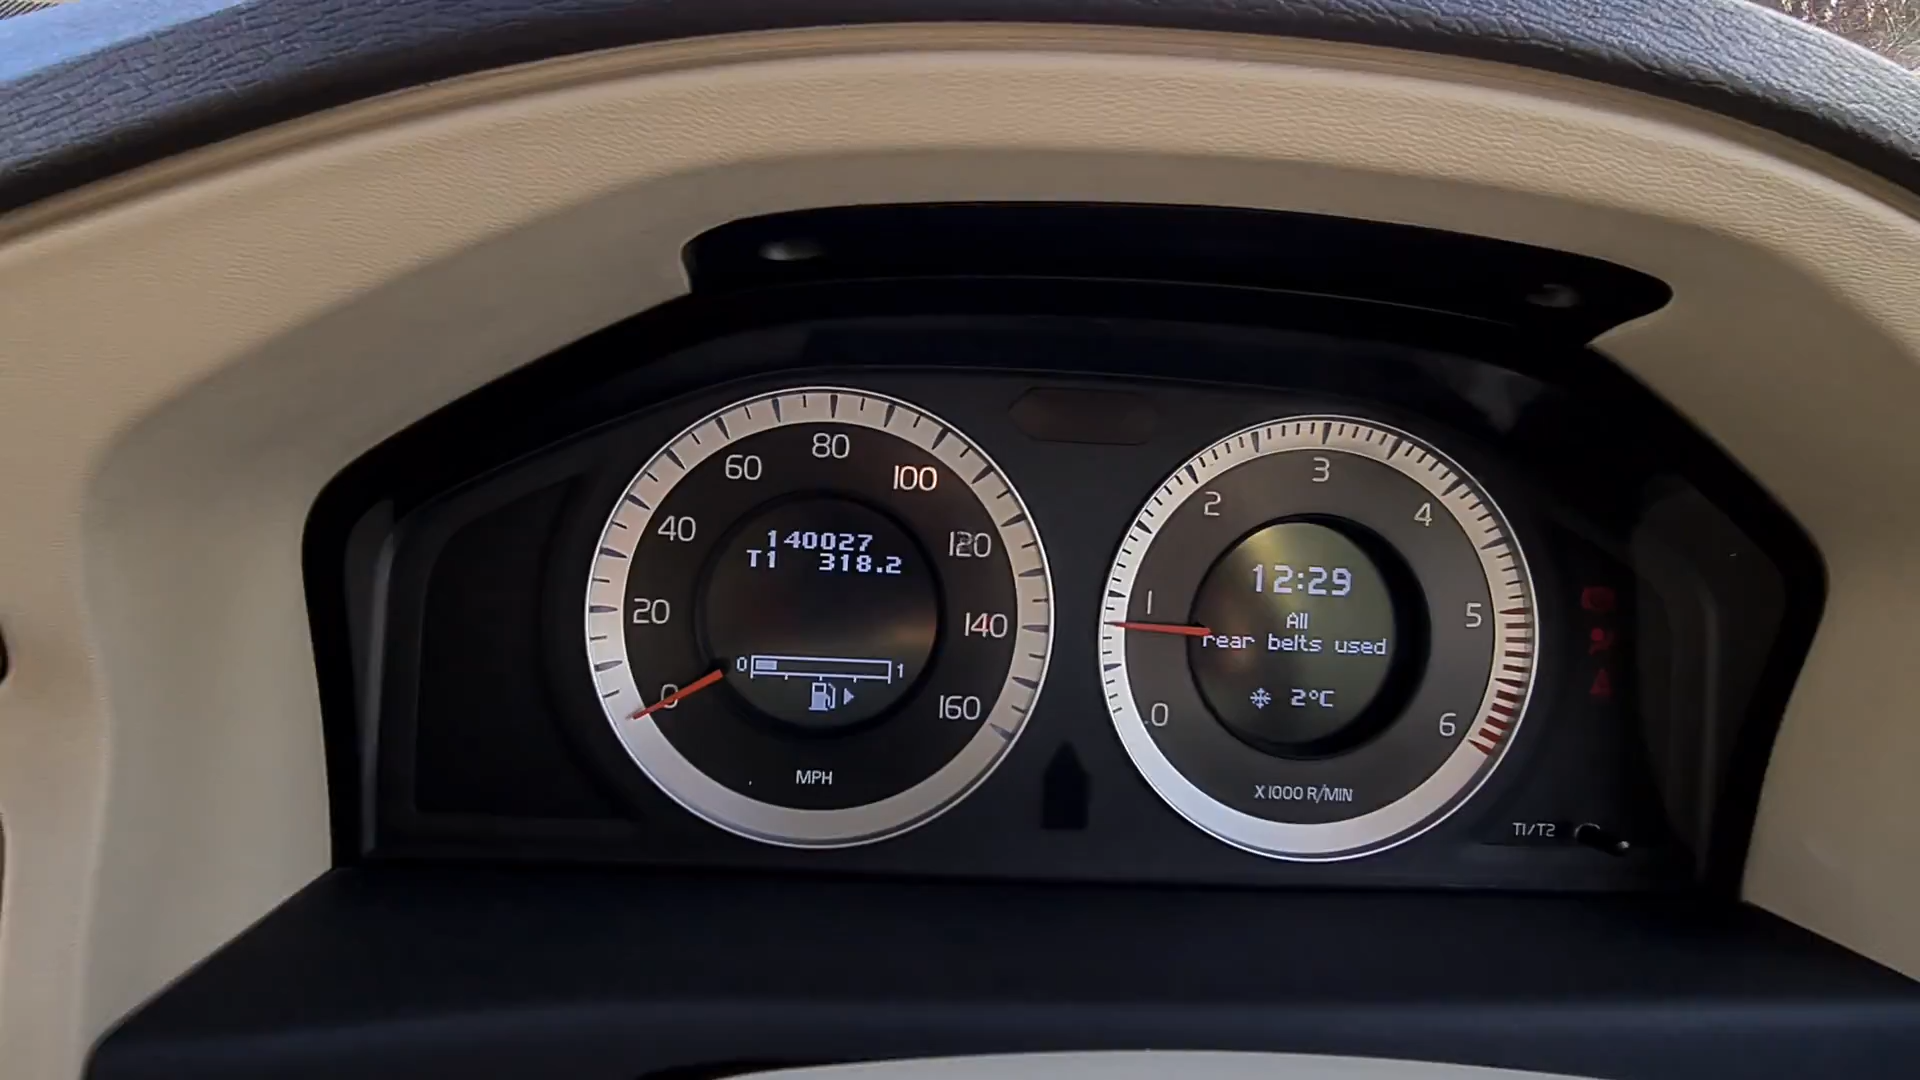 0 20 40 60 80 100 120 140 160
140027
T1 318.2
0 1
MPH
0 1 2 3 4 5 6
12:29
All
rear belts used
2°C
X 1000 R/MIN
T1/T2